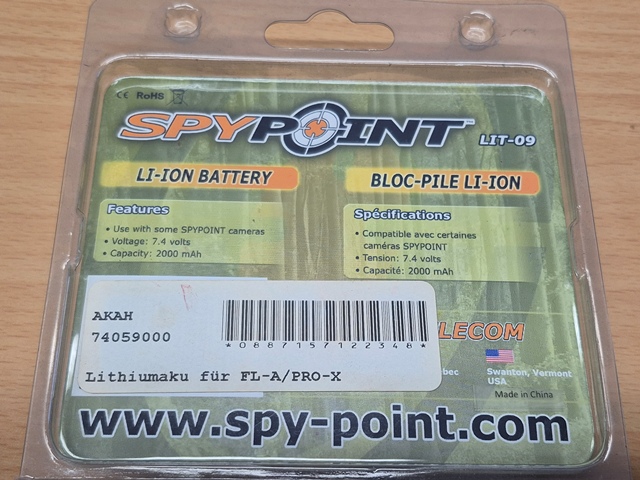 CE RoHS
SPYPOINT™ LIT-09
LI-ION BATTERY
BLOC-PILE LI-ION
Features
• Use with some SPYPOINT cameras
• Voltage: 7.4 volts
• Capacity: 2000 mAh
Spécifications
• Compatible avec certaines
caméras SPYPOINT
• Tension: 7.4 volts
• Capacité: 2000 mAh
AKAH
74059000
*0887157122348*
Lithiumaku für FL-A/PRO-X
LECOM
bec
Swanton, Vermont
USA
Made in China
www.spy-point.com